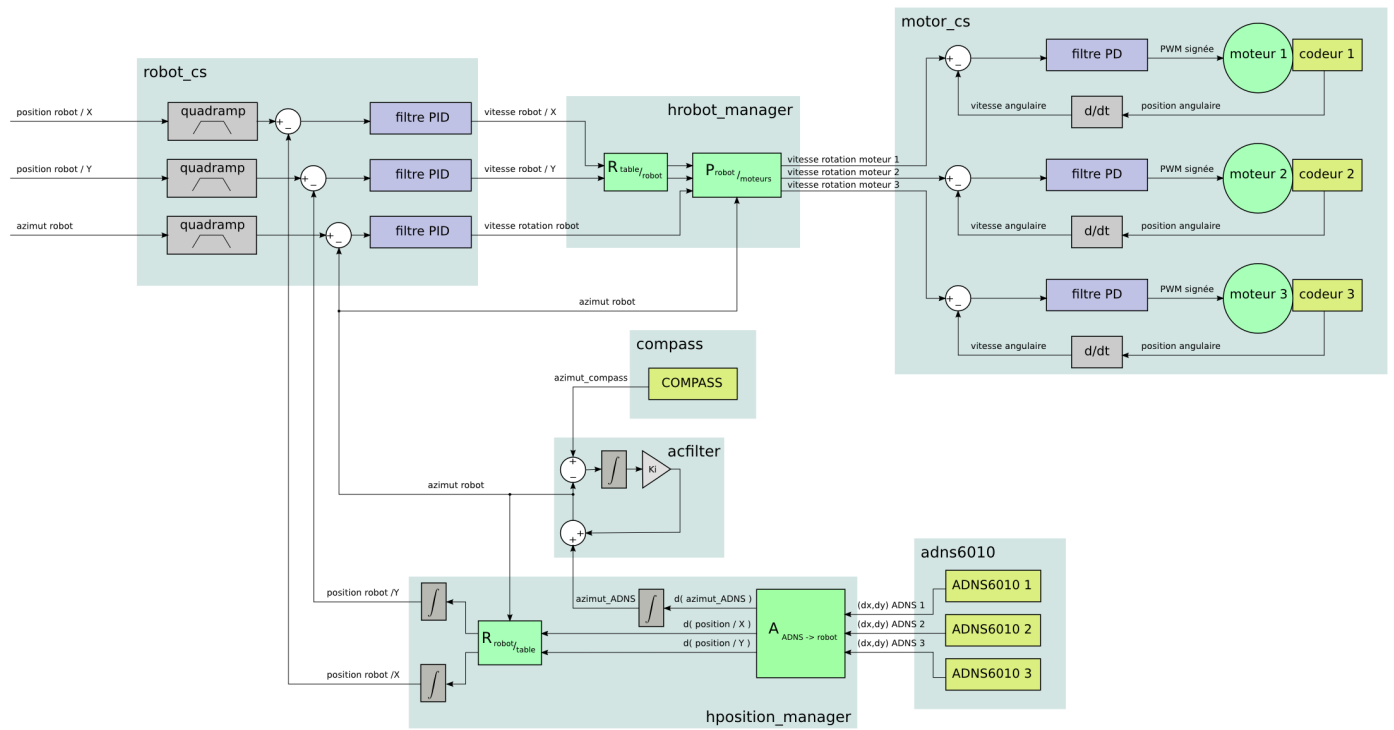 motor_cs
filtre PD
PWM signée
moteur 1
codeur 1
+
−
vitesse angulaire
d/dt
position angulaire
filtre PD
PWM signée
moteur 2
codeur 2
+
−
vitesse angulaire
d/dt
position angulaire
filtre PD
PWM signée
moteur 3
codeur 3
+
−
vitesse angulaire
d/dt
position angulaire
robot_cs
position robot / X
quadramp
+
−
filtre PID
vitesse robot / X
position robot / Y
quadramp
+
−
filtre PID
vitesse robot / Y
azimut robot
quadramp
+
−
filtre PID
vitesse rotation robot
hrobot_manager
R table/robot
P robot/moteurs
vitesse rotation moteur 1
vitesse rotation moteur 2
vitesse rotation moteur 3
azimut robot
compass
azimut_compass
COMPASS
acfilter
+
−
∫
Ki
azimut robot
+
+
adns6010
ADNS6010 1
ADNS6010 2
ADNS6010 3
(dx,dy) ADNS 1
(dx,dy) ADNS 2
(dx,dy) ADNS 3
position robot /Y
∫
azimut_ADNS
∫
d( azimut_ADNS )
d( position / X )
d( position / Y )
A ADNS -> robot
R robot/table
position robot /X
∫
hposition_manager